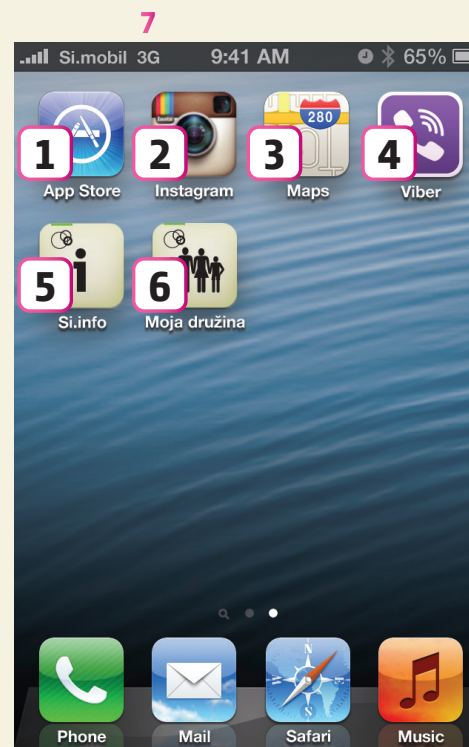 7
Si.mobil 3G 9:41 AM 65%
280
1 2 3 4
App Store Instagram Maps Viber
5 i 6
Si.info Moja družina
N
Phone Mail Safari Music